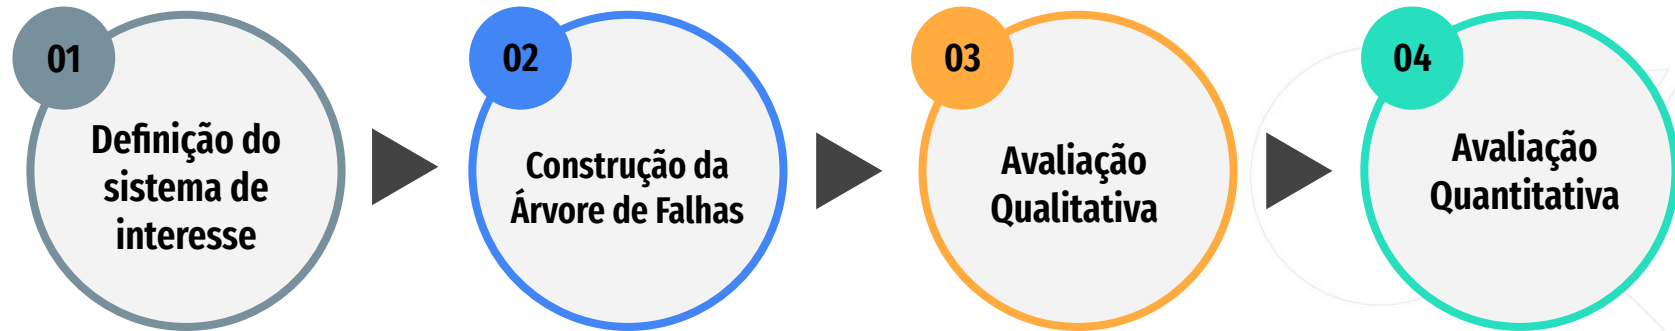 01
Definição do
sistema de
interesse
02
Construção da
Árvore de Falhas
03
Avaliação
Qualitativa
04
Avaliação
Quantitativa